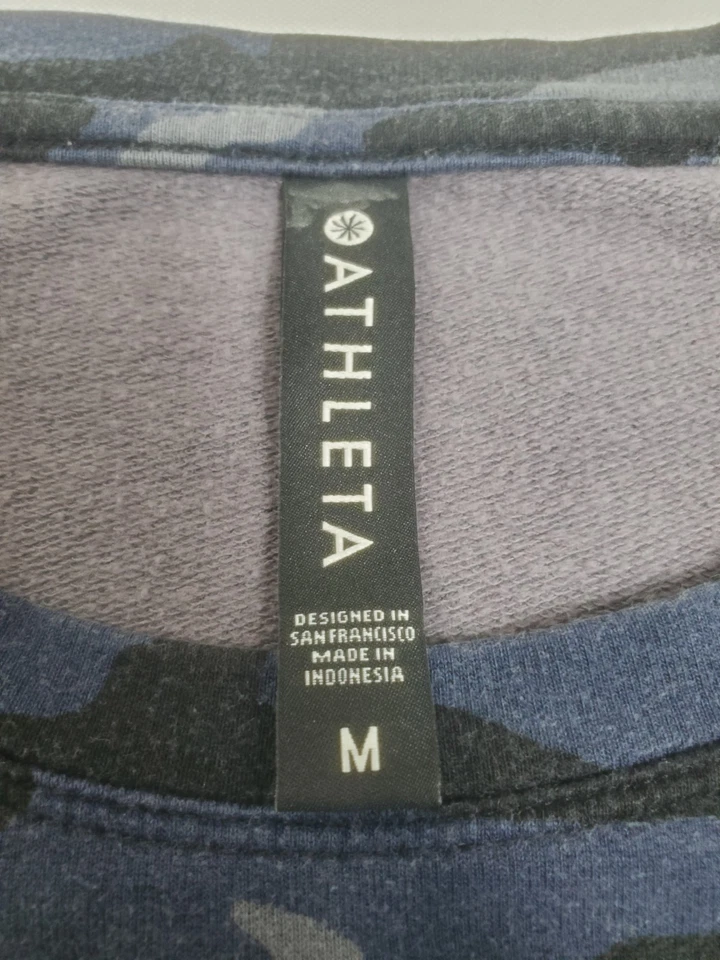 ATHLETA
DESIGNED IN
SAN FRANCISCO
MADE IN
INDONESIA
M